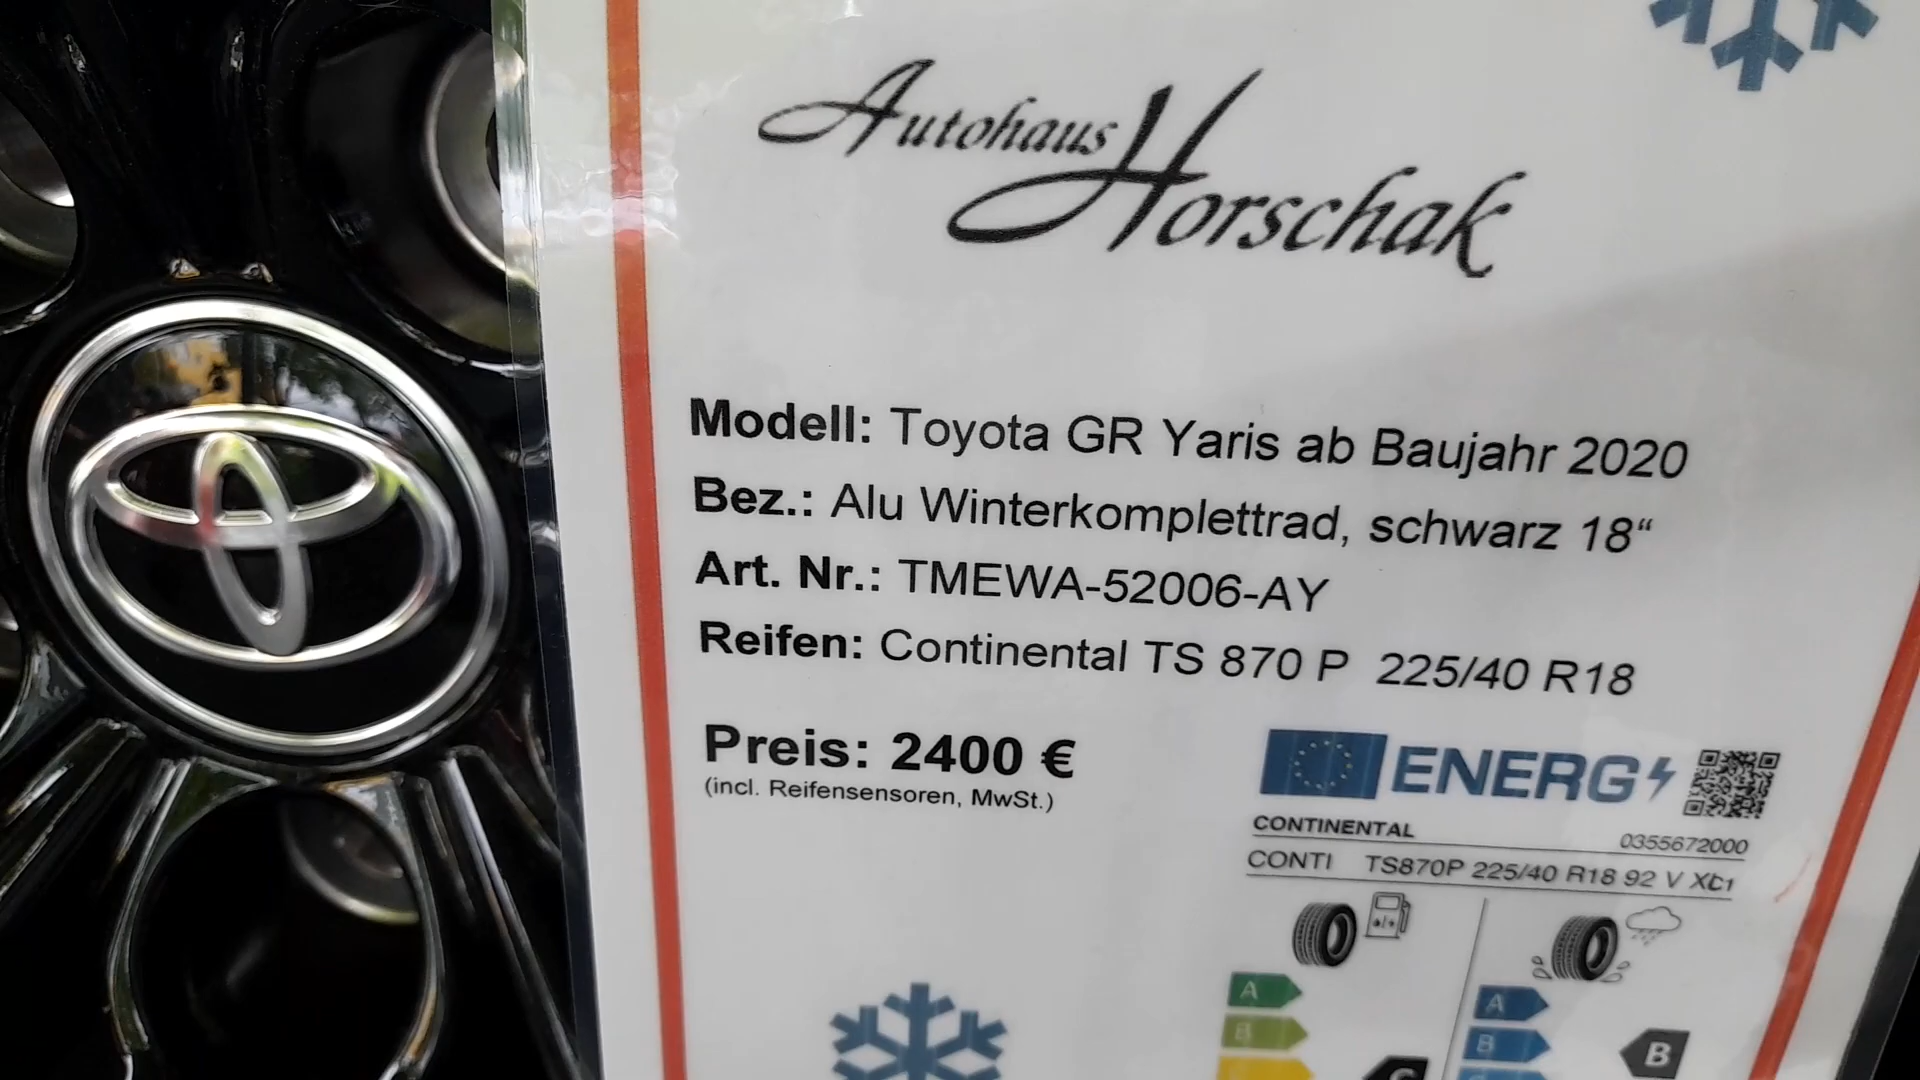 Autohaus
Horschak
Modell: Toyota GR Yaris ab Baujahr 2020
Bez.: Alu Winterkomplettrad, schwarz 18“
Art. Nr.: TMEWA-52006-AY
Reifen: Continental TS 870 P 225/40 R18
Preis: 2400 €
(incl. Reifensensoren, MwSt.)
ENERG
CONTINENTAL 0355672000
CONTI TS870P 225/40 R18 92 V XL
A A
B B B
C